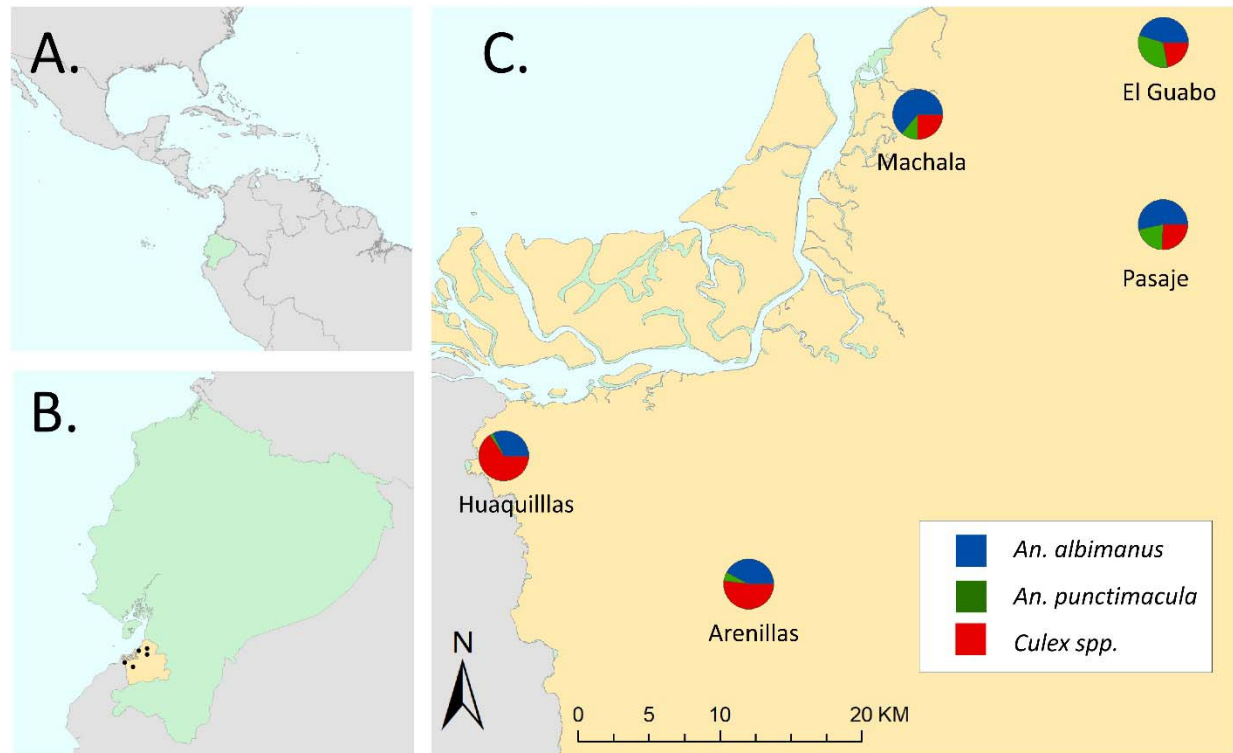 A.
B.
C.
El Guabo
Machala
Pasaje
Huaquilllas
Arenillas
An. albimanus
An. punctimacula
Culex spp.
N
0 5 10 20 KM